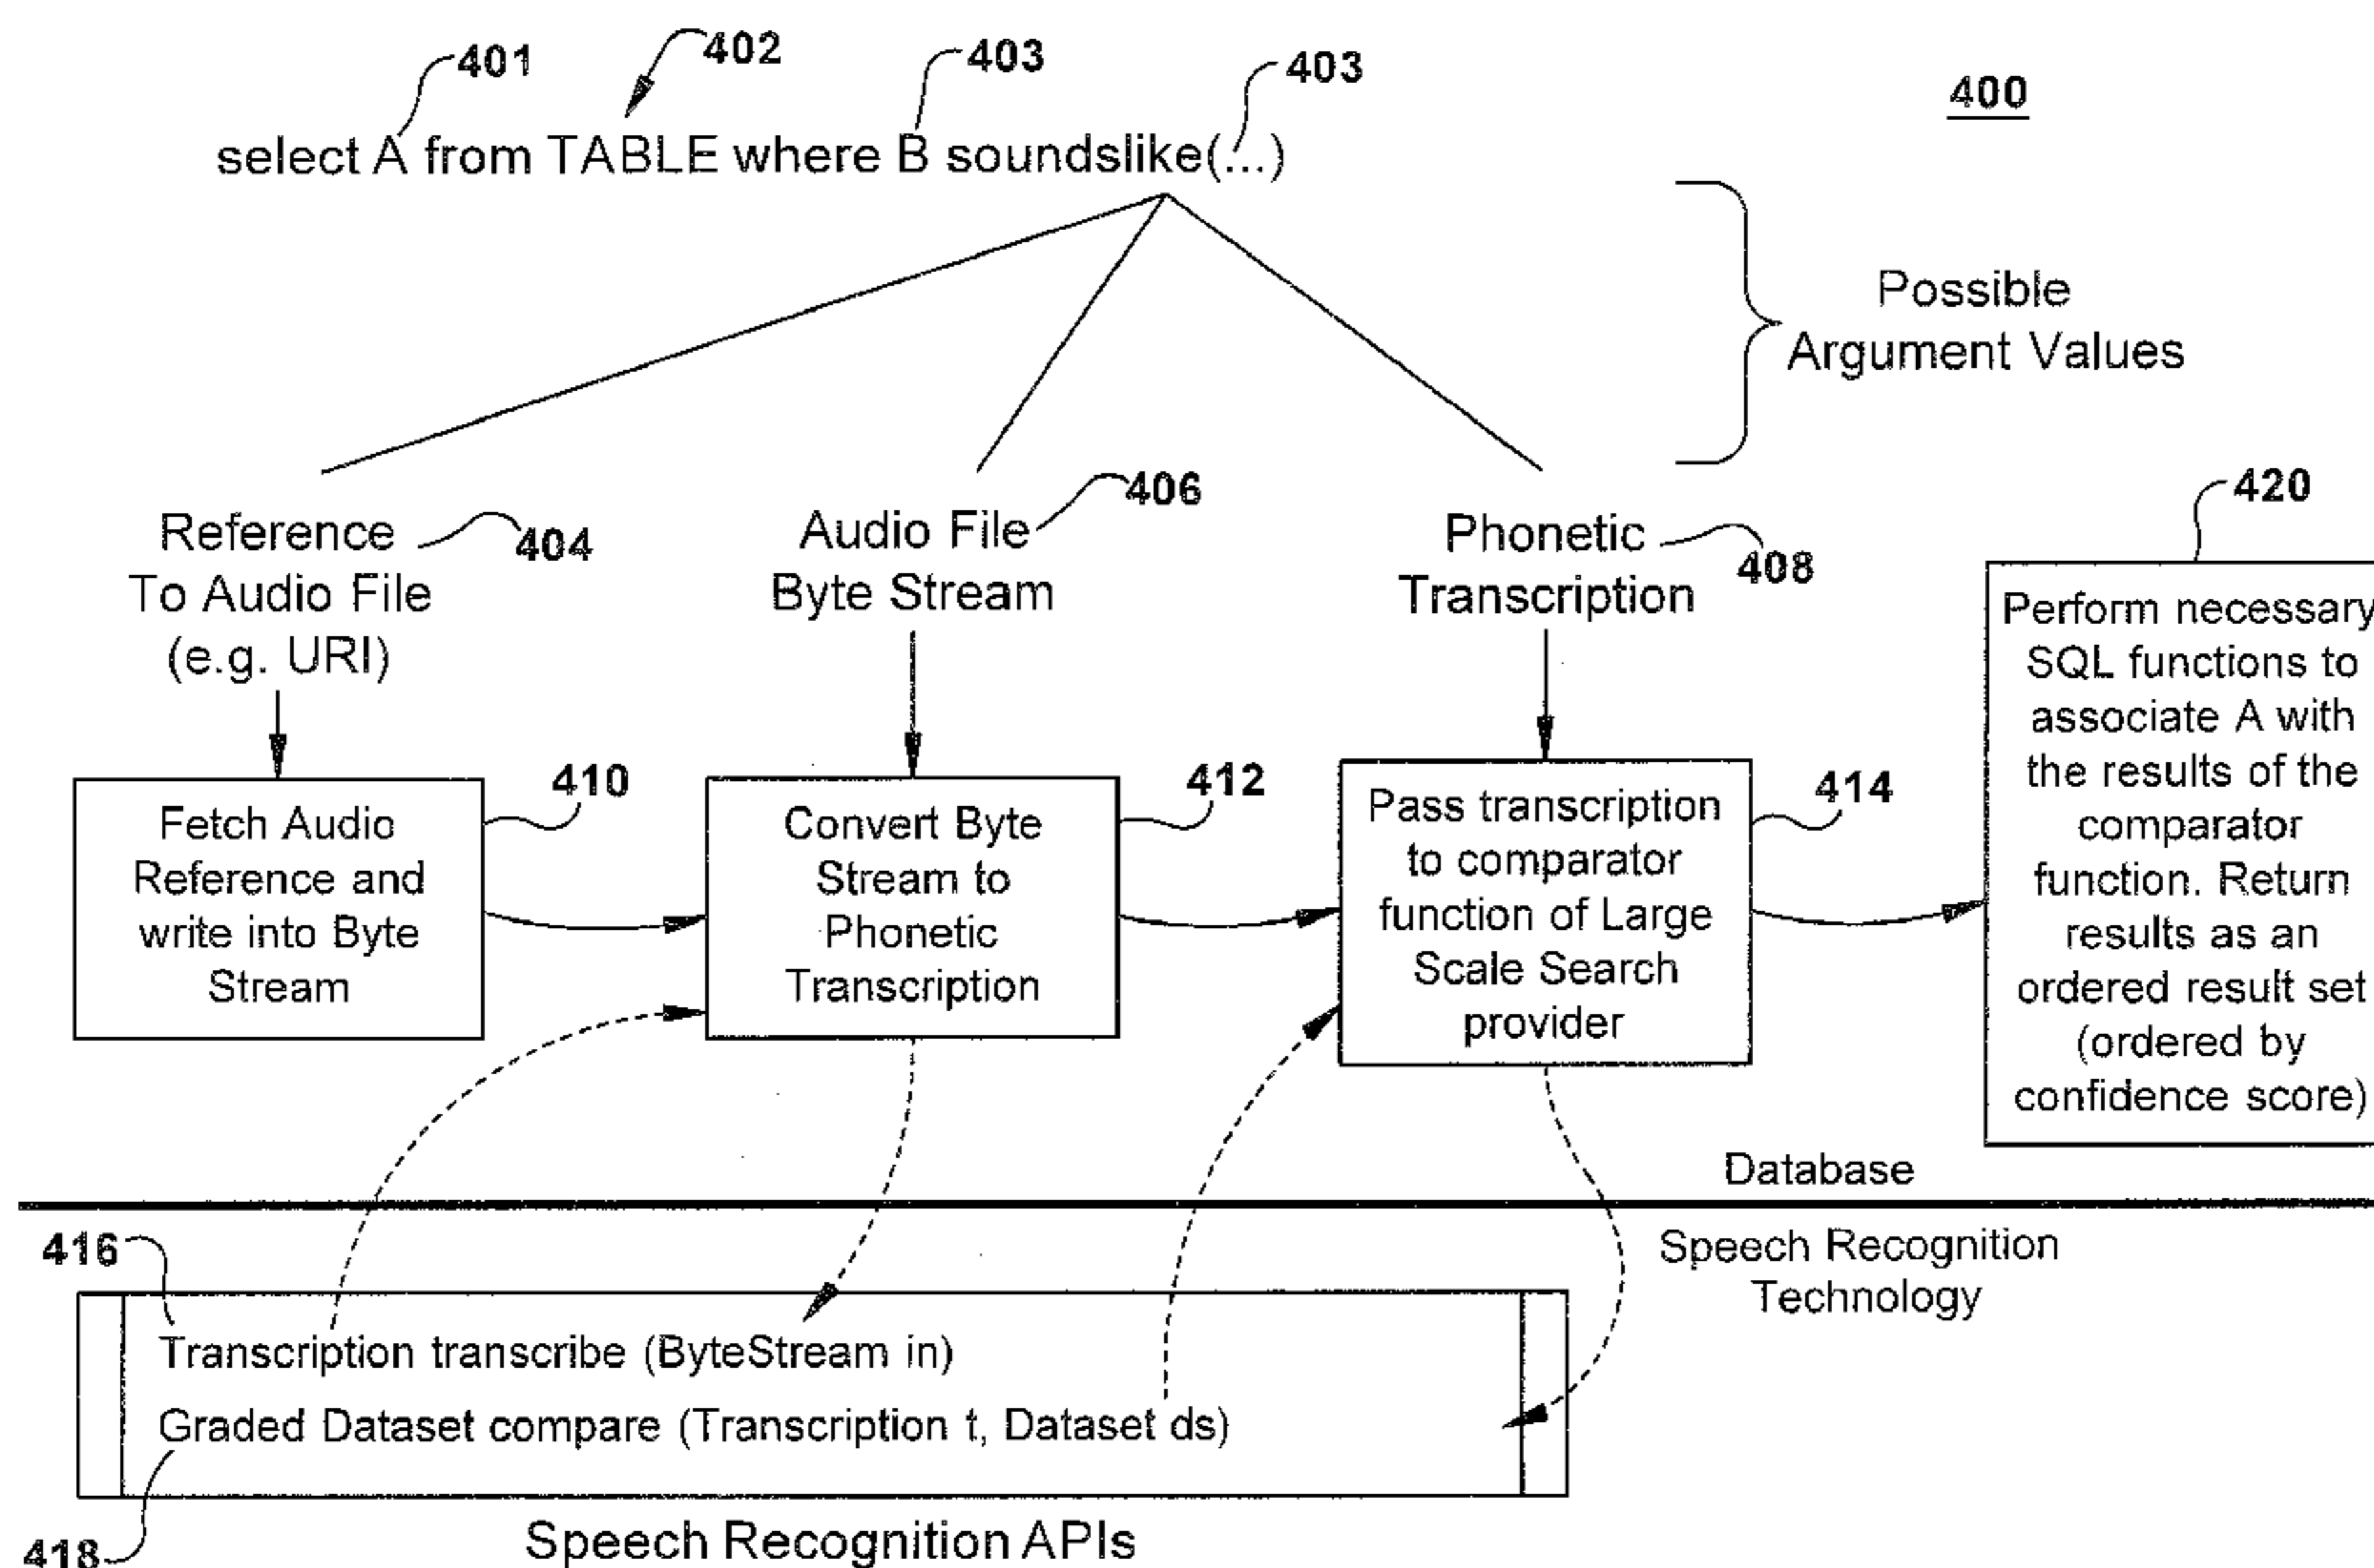 401
402
403
403
400
select A from TABLE where B soundslike(...)
Possible
Argument Values
Reference
To Audio File
(e.g. URI)
404
Audio File
Byte Stream
406
Phonetic
Transcription
408
420
Fetch Audio
Reference and
write into Byte
Stream
410
Convert Byte
Stream to
Phonetic
Transcription
412
Pass transcription
to comparator
function of Large
Scale Search
provider
414
Perform necessary
SQL functions to
associate A with
the results of the
comparator
function. Return
results as an
ordered result set
(ordered by
confidence score)
Database
Speech Recognition
Technology
416
Transcription transcribe (ByteStream in)
Graded Dataset compare (Transcription t, Dataset ds)
418
Speech Recognition APIs